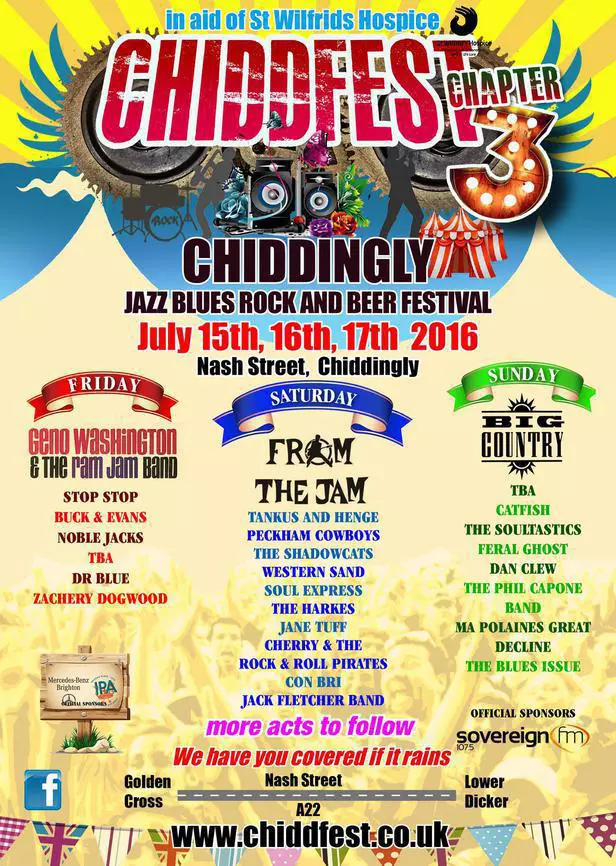 in aid of St Wilfrids Hospice
CHIDDFEST
CHAPTER
3
ROCK
CHIDDINGLY
JAZZ BLUES ROCK AND BEER FESTIVAL
July 15th, 16th, 17th 2016
Nash Street, Chiddingly
FRIDAY
GENO WASHINGTON
& THE RAM JAM BAND
STOP STOP
BUCK & EVANS
NOBLE JACKS
TBA
DR BLUE
ZACHERY DOGWOOD
SATURDAY
FROM
THE JAM
TANKUS AND HENGE
PECKHAM COWBOYS
THE SHADOWCATS
WESTERN SAND
SOUL EXPRESS
THE HARKES
JANE TUFF
CHERRY & THE
ROCK & ROLL PIRATES
CON BRI
JACK FLETCHER BAND
SUNDAY
BIG
COUNTRY
TBA
CATFISH
THE SOULTASTICS
FERAL GHOST
DAN CLEW
THE PHIL CAPONE
BAND
MA POLAINES GREAT
DECLINE
THE BLUES ISSUE
Mercedes-Benz
Brighton
IPA
OFFICIAL SPONSORS
more acts to follow
We have you covered if it rains
OFFICIAL SPONSORS
sovereign fm
107.5
f
Golden
Cross
Nash Street
A22
Lower
Dicker
www.chiddfest.co.uk